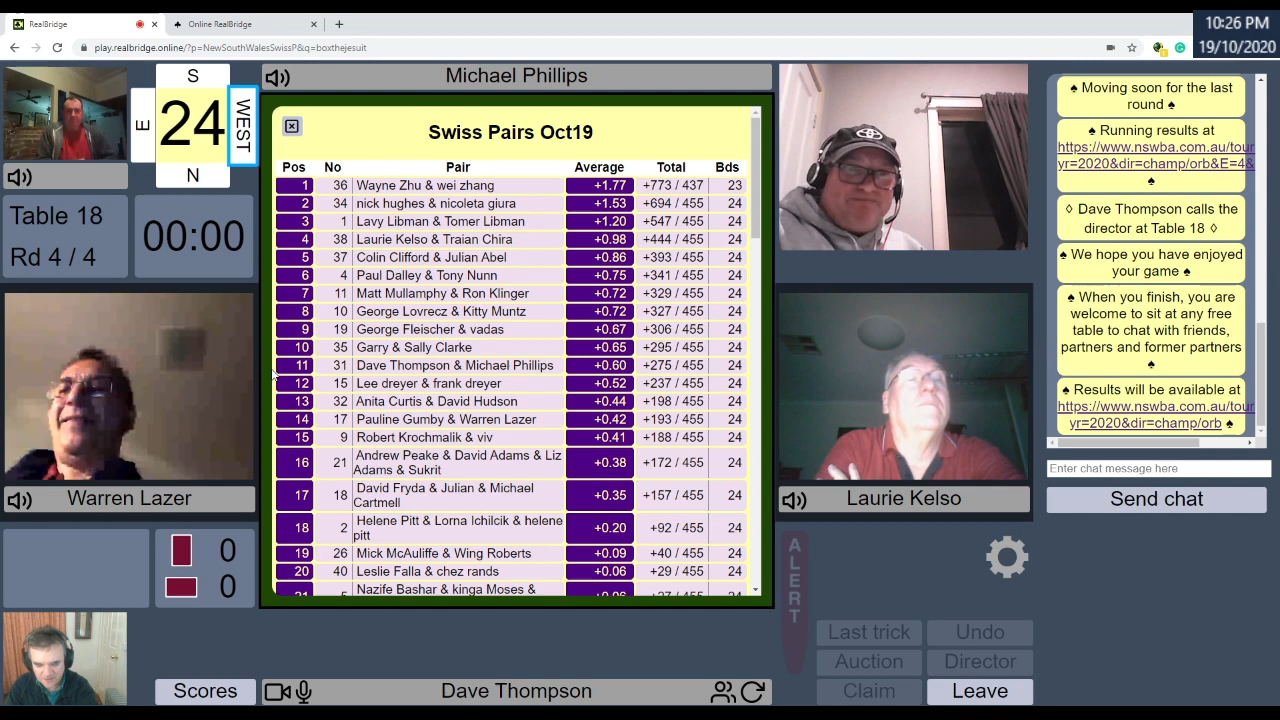 RealBridge
Online RealBridge
10:26 PM
19/10/2020
play.realbridge.online/?p=NewSouthWalesSwissP&q=boxthejesuit
S
E
24
WEST
N
Table 18
Rd 4 / 4
00:00
Michael Phillips
Swiss Pairs Oct19
Pos No Pair Average Total Bds
1 36 Wayne Zhu & wei zhang +1.77 +773 / 437 23
2 34 nick hughes & nicoleta giura +1.53 +694 / 455 24
3 1 Lavy Libman & Tomer Libman +1.20 +547 / 455 24
4 38 Laurie Kelso & Traian Chira +0.98 +444 / 455 24
5 37 Colin Clifford & Julian Abel +0.86 +393 / 455 24
6 4 Paul Dalley & Tony Nunn +0.75 +341 / 455 24
7 11 Matt Mullamphy & Ron Klinger +0.72 +329 / 455 24
8 10 George Lovrecz & Kitty Muntz +0.72 +327 / 455 24
9 19 George Fleischer & vadas +0.67 +306 / 455 24
10 35 Garry & Sally Clarke +0.65 +295 / 455 24
11 31 Dave Thompson & Michael Phillips +0.60 +275 / 455 24
12 15 Lee dreyer & frank dreyer +0.52 +237 / 455 24
13 32 Anita Curtis & David Hudson +0.44 +198 / 455 24
14 17 Pauline Gumby & Warren Lazer +0.42 +193 / 455 24
15 9 Robert Krochmalik & viv +0.41 +188 / 455 24
16 21 Andrew Peake & David Adams & Liz
Adams & Sukrit +0.38 +172 / 455 24
17 18 David Fryda & Julian & Michael
Cartmell +0.35 +157 / 455 24
18 2 Helene Pitt & Lorna Ichilcik & helene
pitt +0.20 +92 / 455 24
19 26 Mick McAuliffe & Wing Roberts +0.09 +40 / 455 24
20 40 Leslie Falla & chez rands +0.06 +29 / 455 24
21 5 Nazife Bashar & kinga Moses & +0.06 +27 / 455 24
Warren Lazer
Laurie Kelso
0
0
Scores
Dave Thompson
ALERT
Last trick
Undo
Auction
Director
Claim
Leave
♠ Moving soon for the last
round ♠
♠ Running results at
https://www.nswba.com.au/tour
yr=2020&dir=champ/orb&E=4&
♠
♢ Dave Thompson calls the
director at Table 18 ♢
♠ We hope you have enjoyed
your game ♠
♠ When you finish, you are
welcome to sit at any free
table to chat with friends,
partners and former partners
♠
♠ Results will be available at
https://www.nswba.com.au/tour
yr=2020&dir=champ/orb ♠
Enter chat message here
Send chat